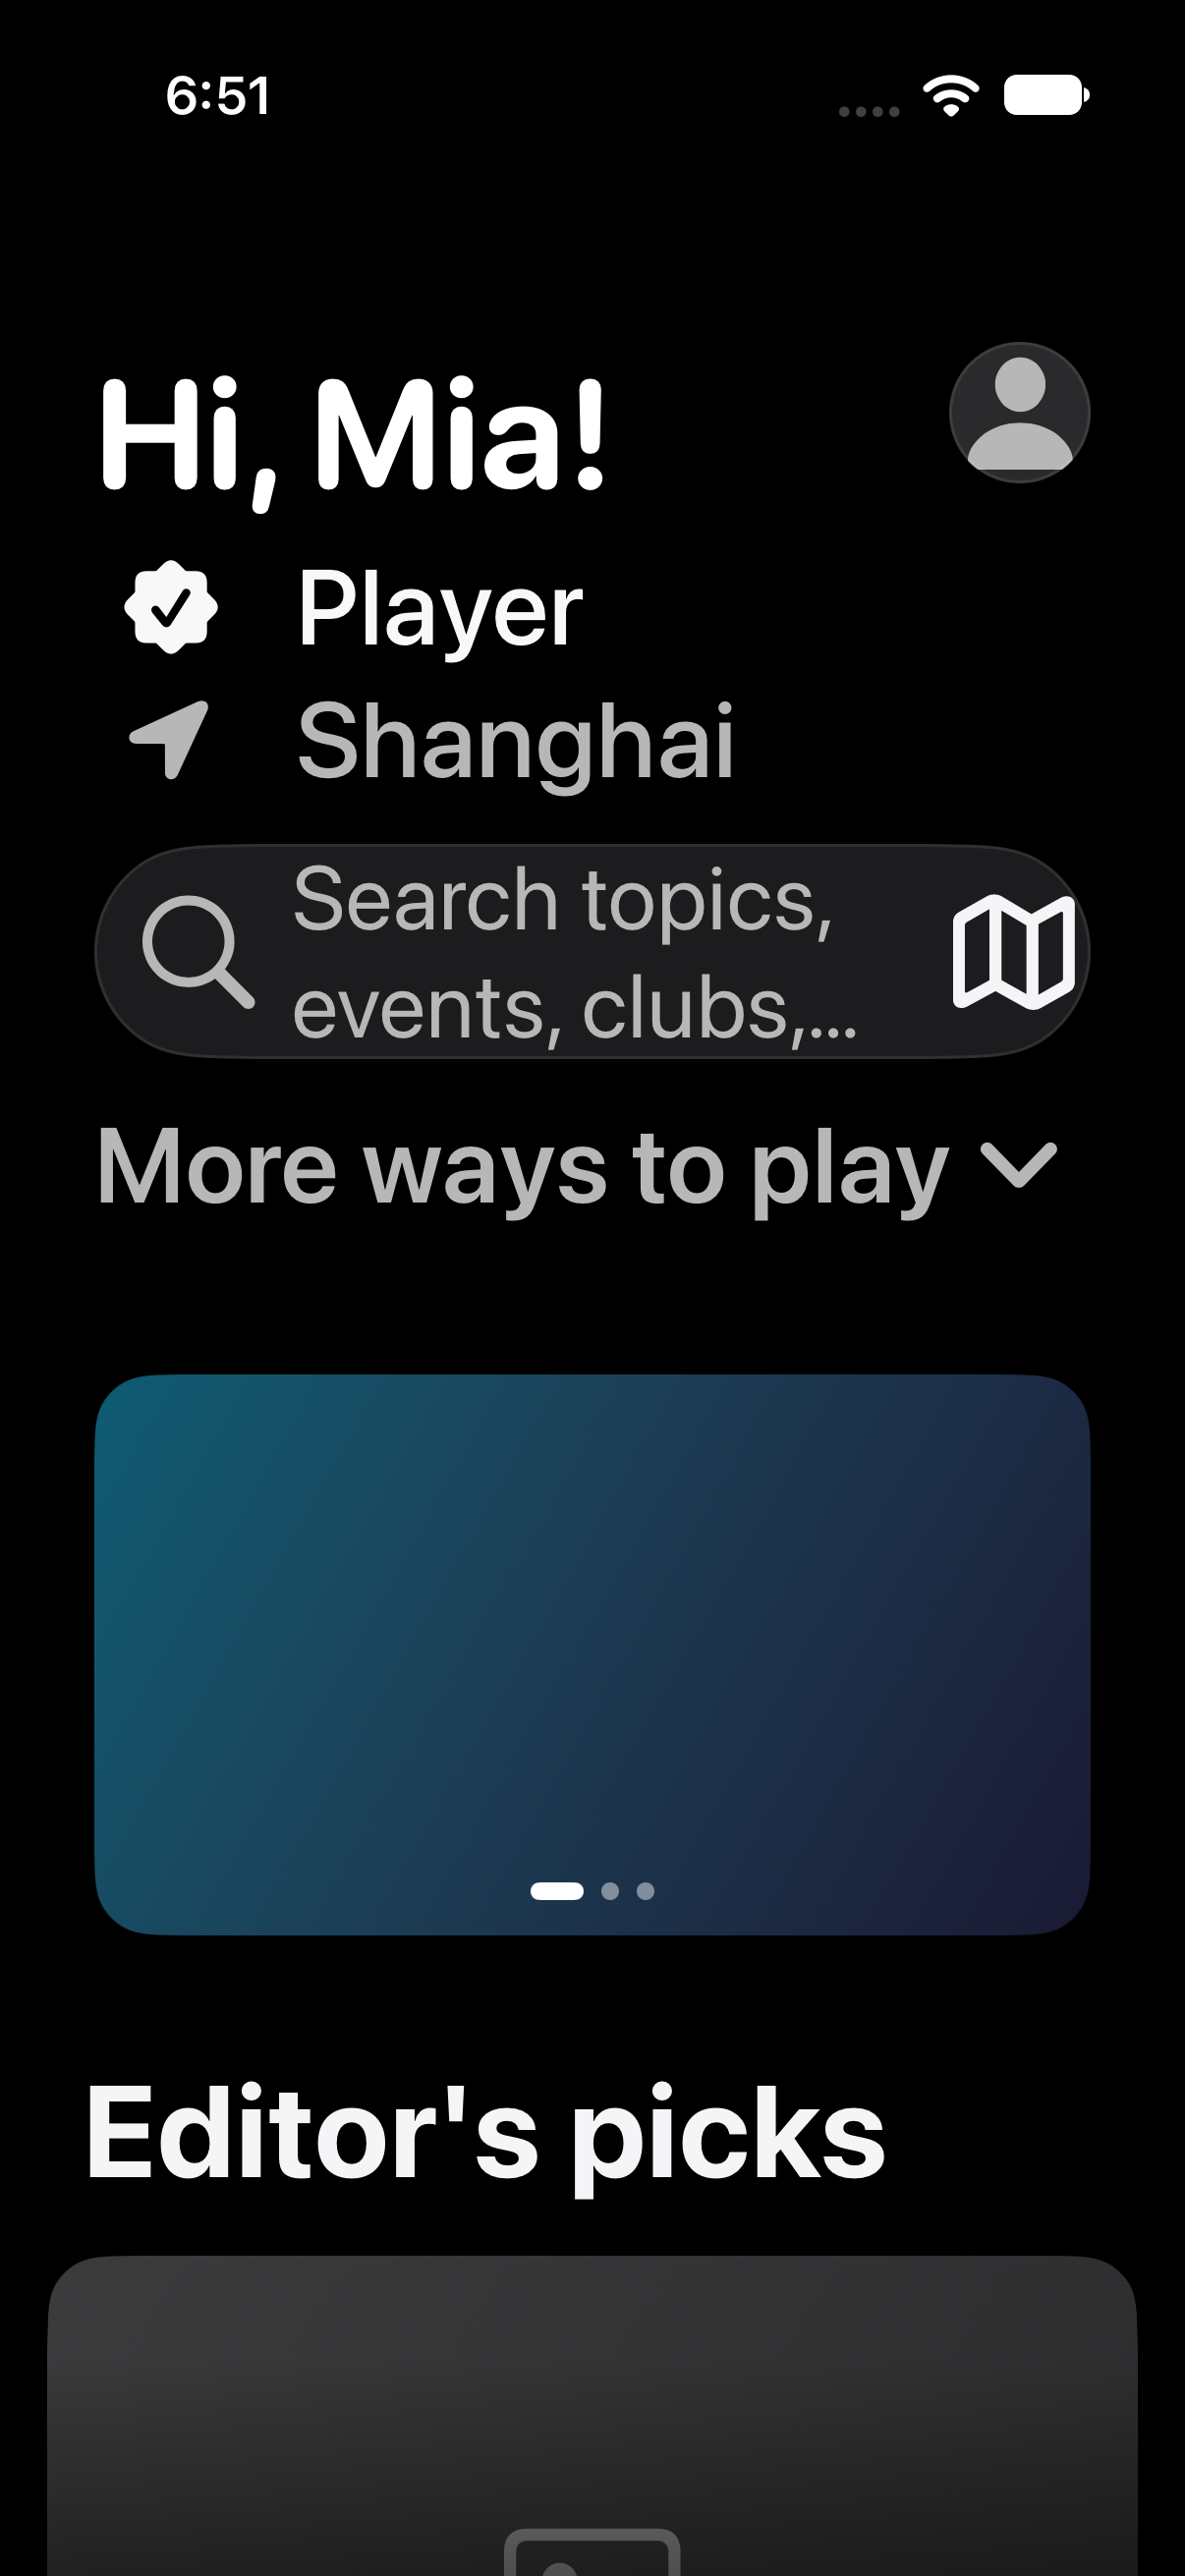 6:51
Hi, Mia!
Player
Shanghai
Search topics,
events, clubs,...
More ways to play
Editor's picks